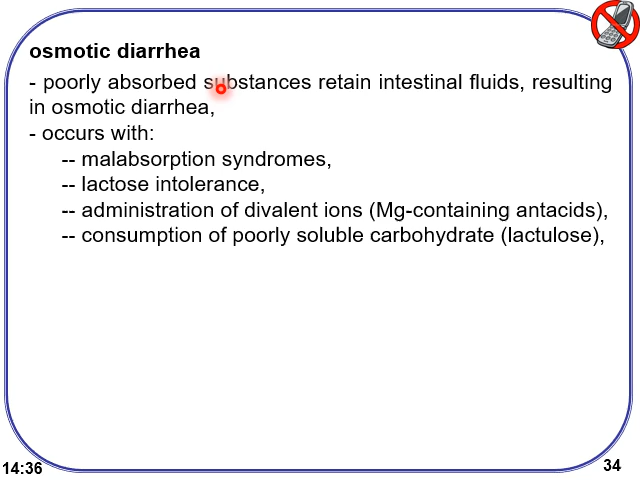 osmotic diarrhea
- poorly absorbed substances retain intestinal fluids, resulting
in osmotic diarrhea,
- occurs with:
-- malabsorption syndromes,
-- lactose intolerance,
-- administration of divalent ions (Mg-containing antacids),
-- consumption of poorly soluble carbohydrate (lactulose),
14:36
34